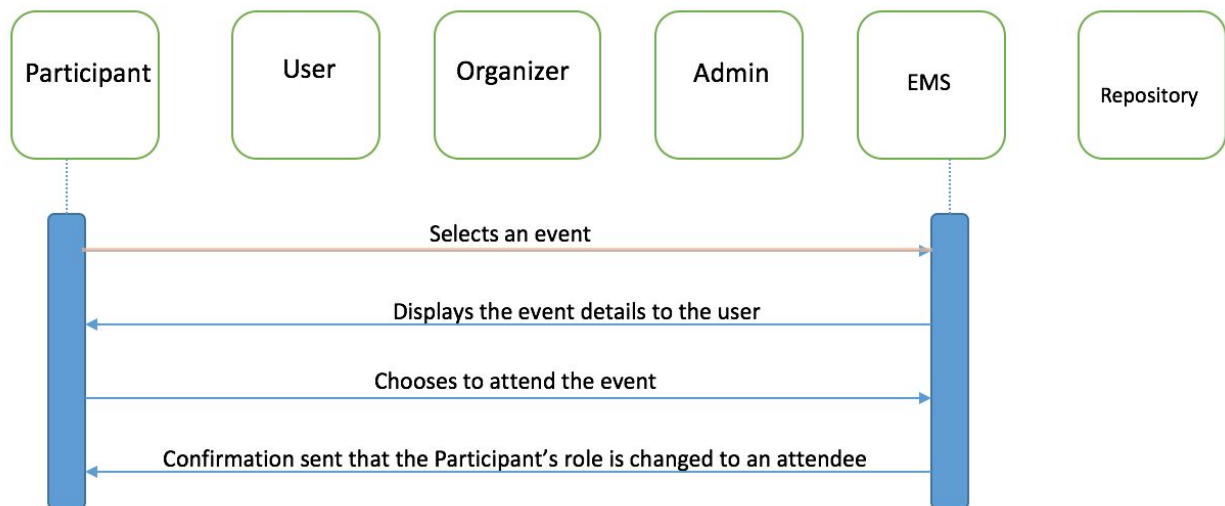 Participant
User
Organizer
Admin
EMS
Repository
Selects an event
Displays the event details to the user
Chooses to attend the event
Confirmation sent that the Participant’s role is changed to an attendee